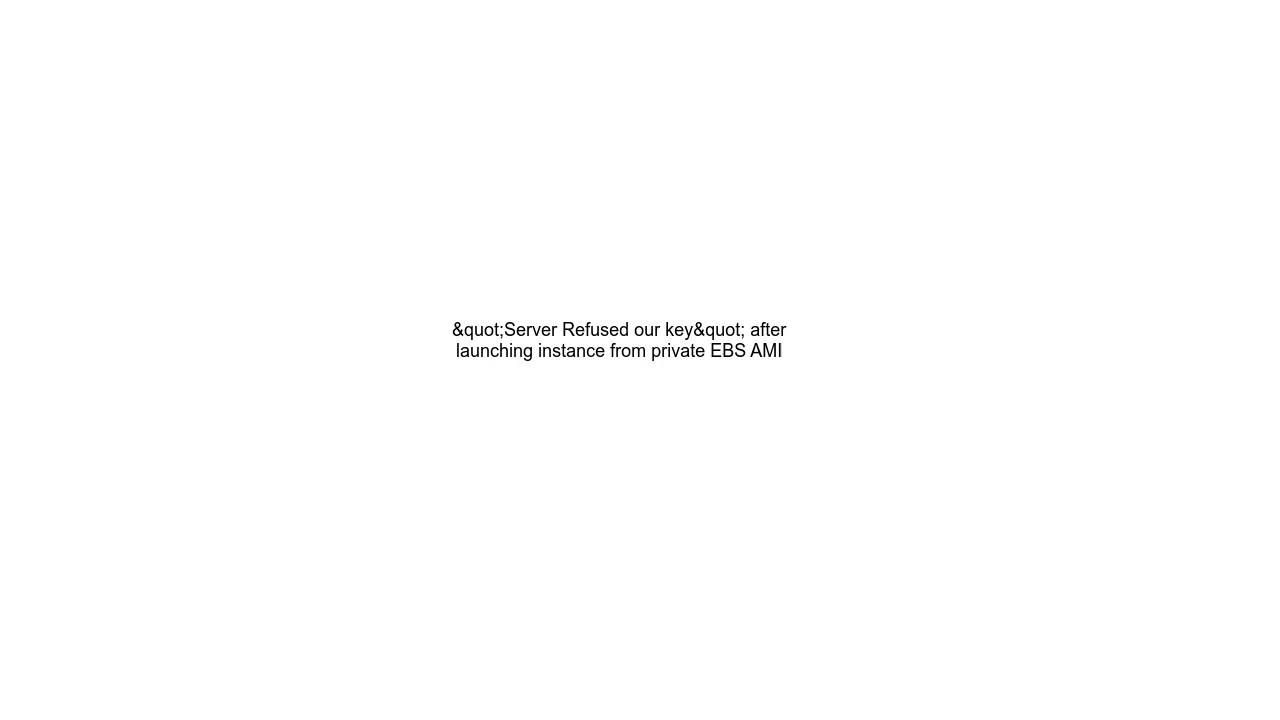 &quot;Server Refused our key&quot; after
launching instance from private EBS AMI